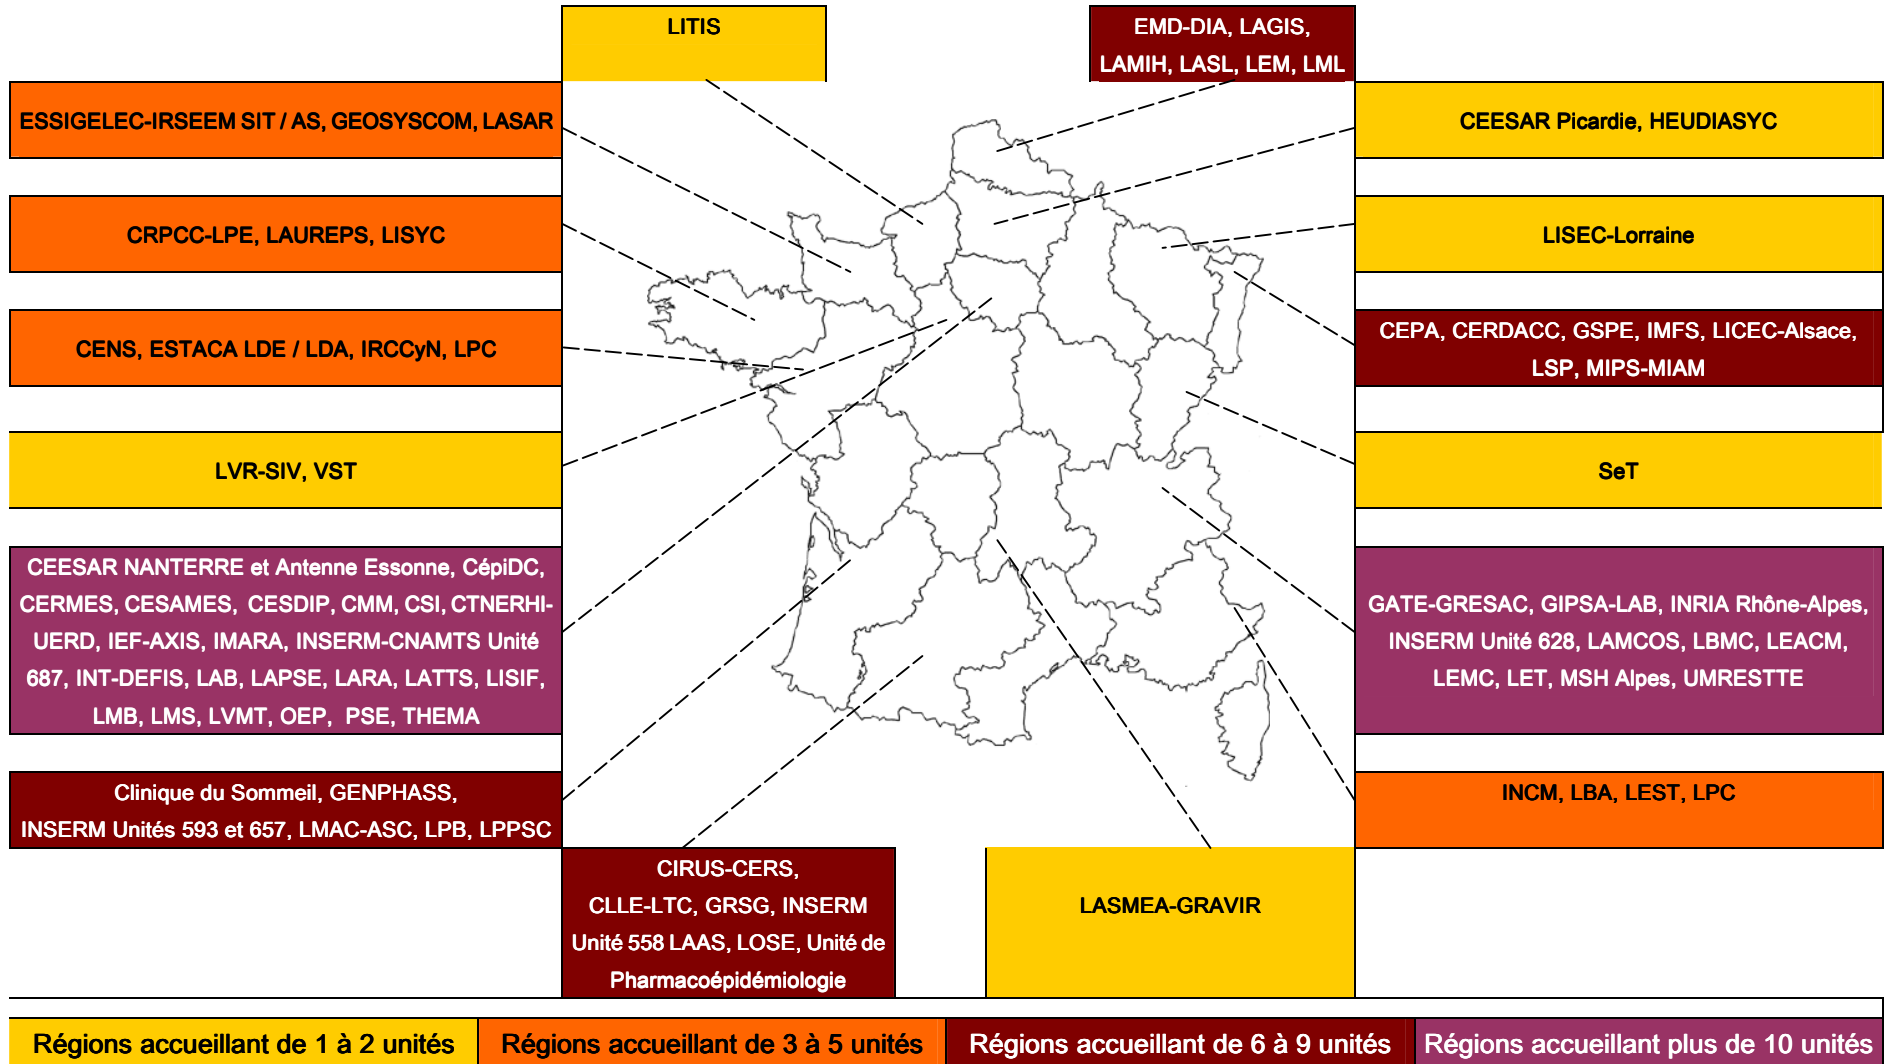 LITIS
EMD-DIA, LAGIS,
LAMIH, LASL, LEM, LML
ESSIGELEC-IRSEEM SIT / AS, GEOSYSCOM, LASAR
CEESAR Picardie, HEUDIASYC
CRPCC-LPE, LAUREPS, LISYC
LISEC-Lorraine
CENS, ESTACA LDE / LDA, IRCCyN, LPC
CEPA, CERDACC, GSPE, IMFS, LICEC-Alsace,
LSP, MIPS-MIAM
LVR-SIV, VST
SeT
CEESAR NANTERRE et Antenne Essonne, CépiDC,
CERMES, CESAMES, CESDIP, CMM, CSI, CTNERHI-
UERD, IEF-AXIS, IMARA, INSERM-CNAMTS Unité
687, INT-DEFIS, LAB, LAPSE, LARA, LATTS, LISIF,
LMB, LMS, LVMT, OEP, PSE, THEMA
GATE-GRESAC, GIPSA-LAB, INRIA Rhône-Alpes,
INSERM Unité 628, LAMCOS, LBMC, LEACM,
LEMC, LET, MSH Alpes, UMRESTTE
Clinique du Sommeil, GENPHASS,
INSERM Unités 593 et 657, LMAC-ASC, LPB, LPPSC
INCM, LBA, LEST, LPC
CIRUS-CERS,
CLLE-LTC, GRSG, INSERM
Unité 558 LAAS, LOSE, Unité de
Pharmacoépidémiologie
LASMEA-GRAVIR
Régions accueillant de 1 à 2 unités
Régions accueillant de 3 à 5 unités
Régions accueillant de 6 à 9 unités
Régions accueillant plus de 10 unités